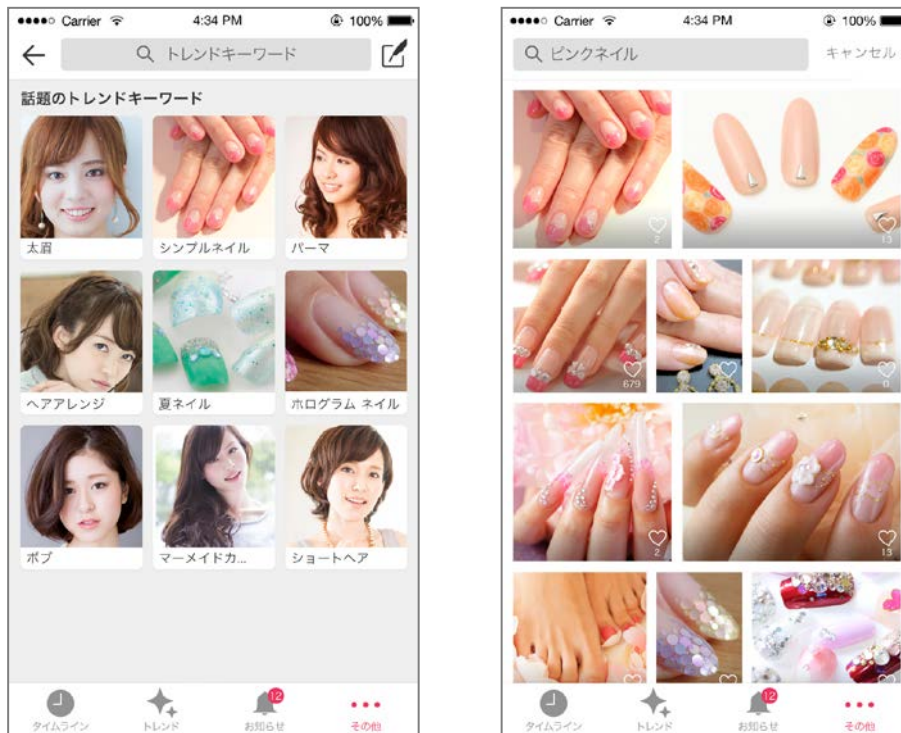 Carrier 4:34 PM 100%
トレンドキーワード
話題のトレンドキーワード
太眉 シンプルネイル パーマ
ヘアアレンジ 夏ネイル ホログラム ネイル
ボブ マーメイドカ... ショートヘア
12
タイムライン トレンド お知らせ その他
Carrier 4:34 PM 100%
ピンクネイル キャンセル
2 13
679 0
2 13
12
タイムライン トレンド お知らせ その他